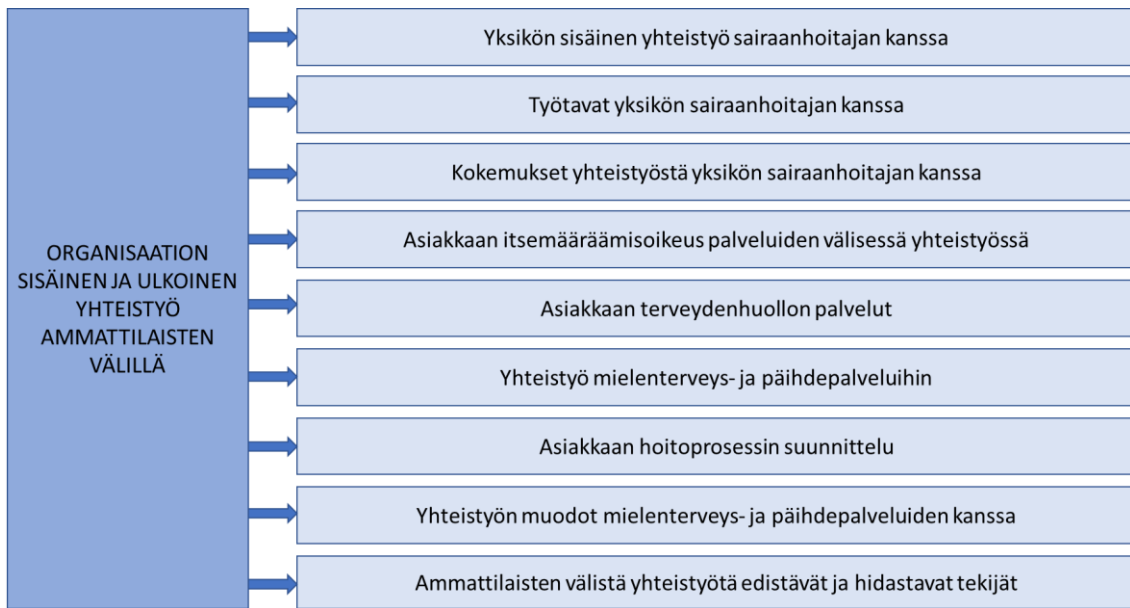 ORGANISAATION
SISÄINEN JA ULKOINEN
YHTEISTYÖ
AMMATTILAISTEN
VÄLILLÄ
Yksikön sisäinen yhteistyö sairaanhoitajan kanssa
Työtavat yksikön sairaanhoitajan kanssa
Kokemukset yhteistyöstä yksikön sairaanhoitajan kanssa
Asiakkaan itsemääräämisoikeus palveluiden välisessä yhteistyössä
Asiakkaan terveydenhuollon palvelut
Yhteistyö mielenterveys- ja päihdepalveluihin
Asiakkaan hoitoprosessin suunnittelu
Yhteistyön muodot mielenterveys- ja päihdepalveluiden kanssa
Ammattilaisten välistä yhteistyötä edistävät ja hidastavat tekijät